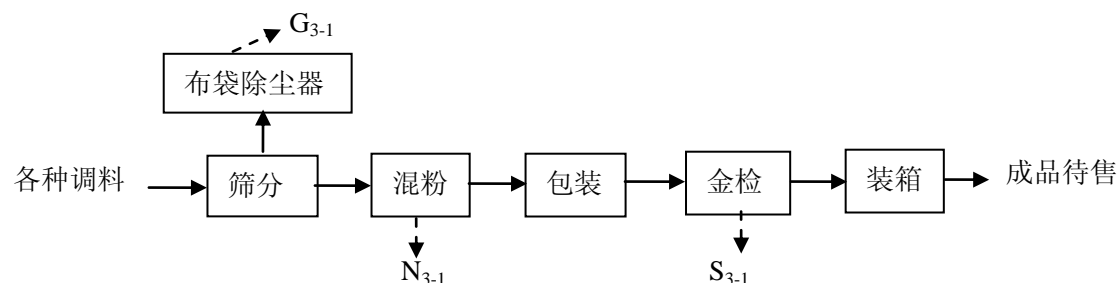 G3-1
布袋除尘器
各种调料
筛分
混粉
包装
金检
装箱
成品待售
N3-1
S3-1